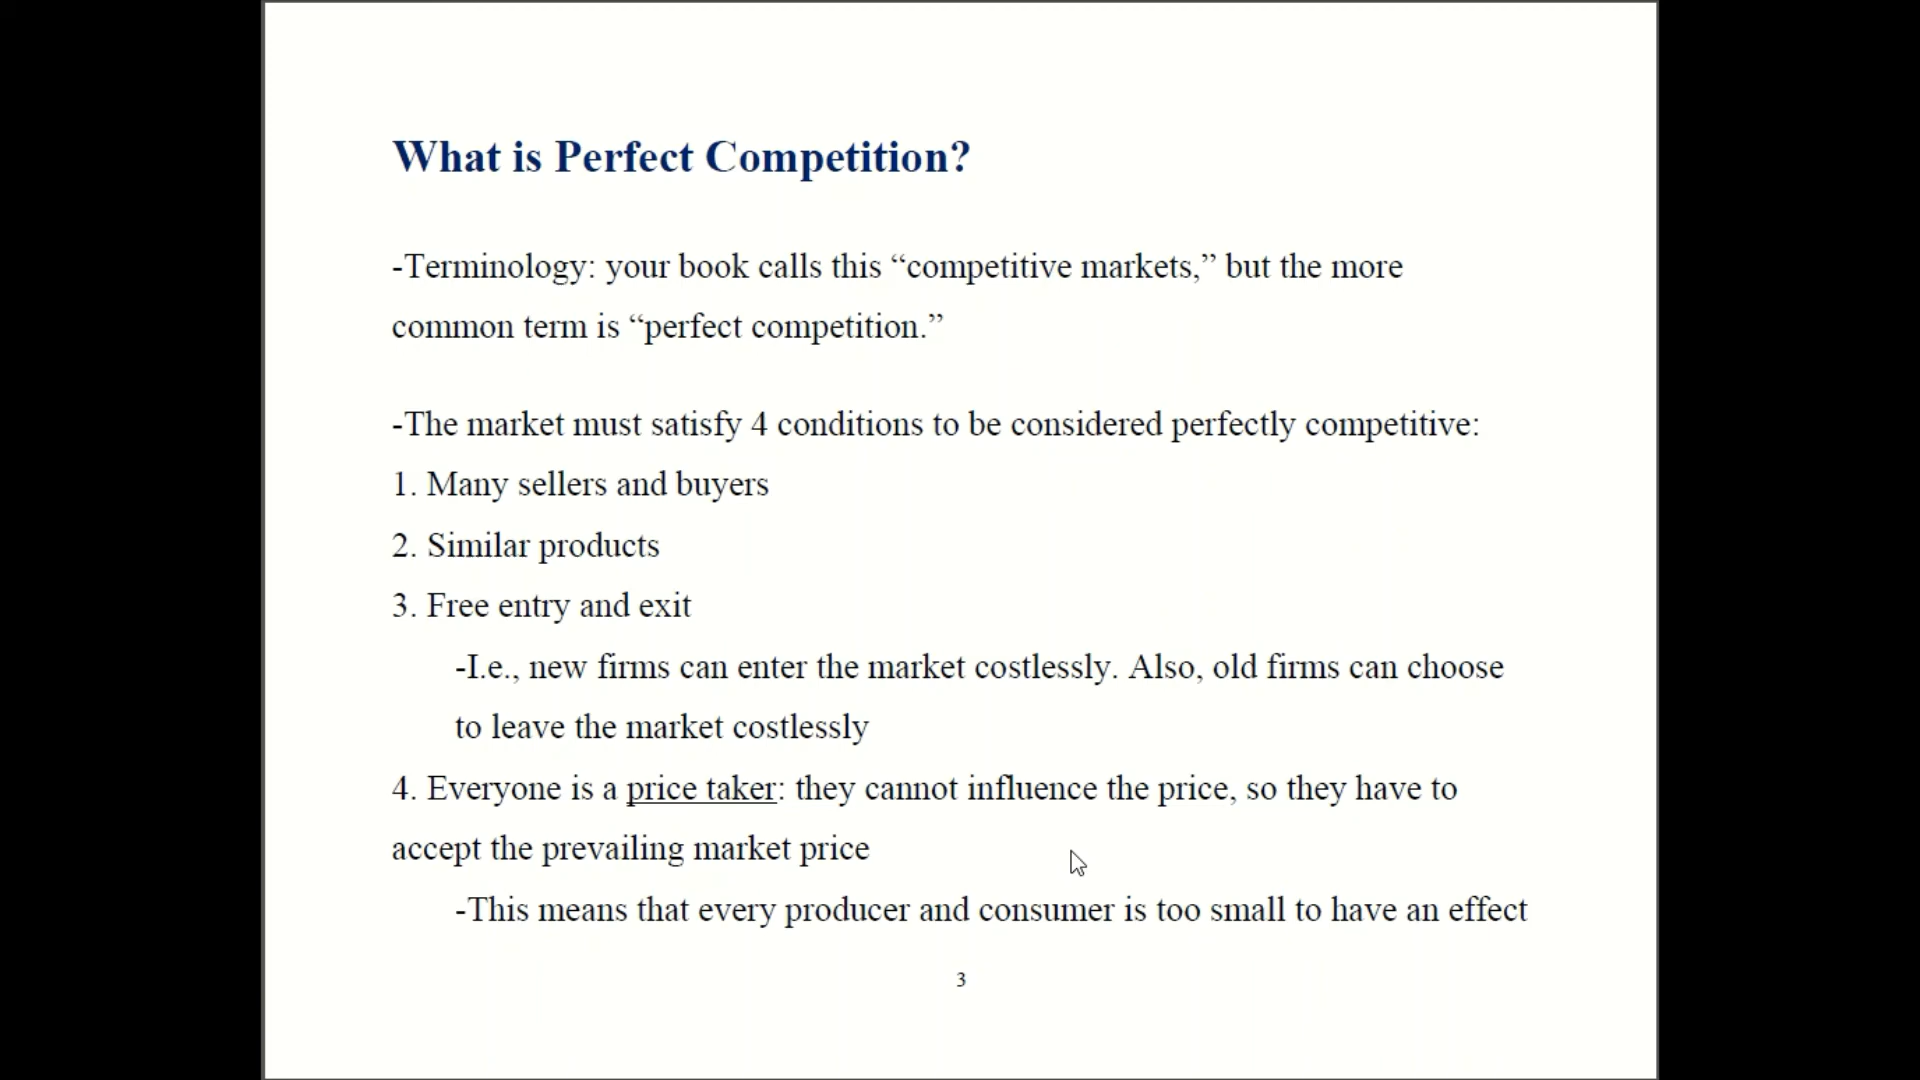 What is Perfect Competition?
-Terminology: your book calls this “competitive markets,” but the more
common term is “perfect competition.”
-The market must satisfy 4 conditions to be considered perfectly competitive:
1. Many sellers and buyers
2. Similar products
3. Free entry and exit
-I.e., new firms can enter the market costlessly. Also, old firms can choose
to leave the market costlessly
4. Everyone is a price taker: they cannot influence the price, so they have to
accept the prevailing market price
-This means that every producer and consumer is too small to have an effect
3